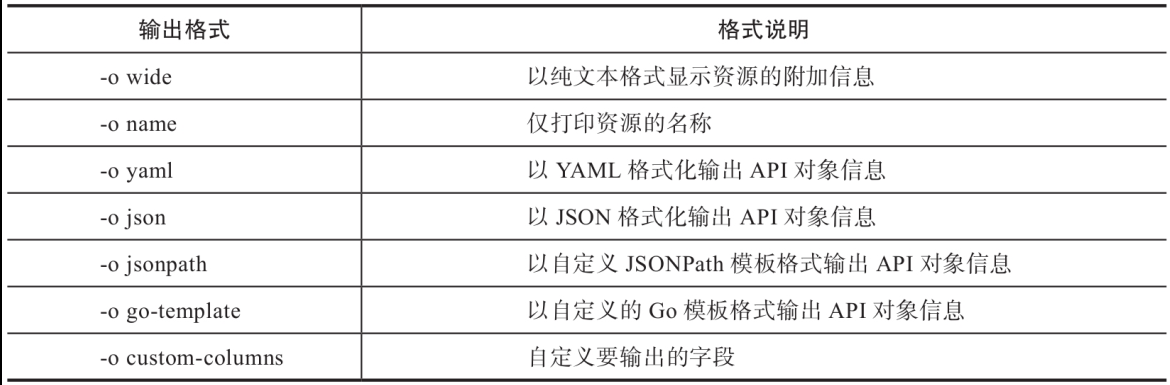 输出格式 格式说明
-o wide 以纯文本格式显示资源的附加信息
-o name 仅打印资源的名称
-o yaml 以 YAML 格式化输出 API 对象信息
-o json 以 JSON 格式化输出 API 对象信息
-o jsonpath 以自定义 JSONPath 模板格式输出 API 对象信息
-o go-template 以自定义的 Go 模板格式输出 API 对象信息
-o custom-columns 自定义要输出的字段